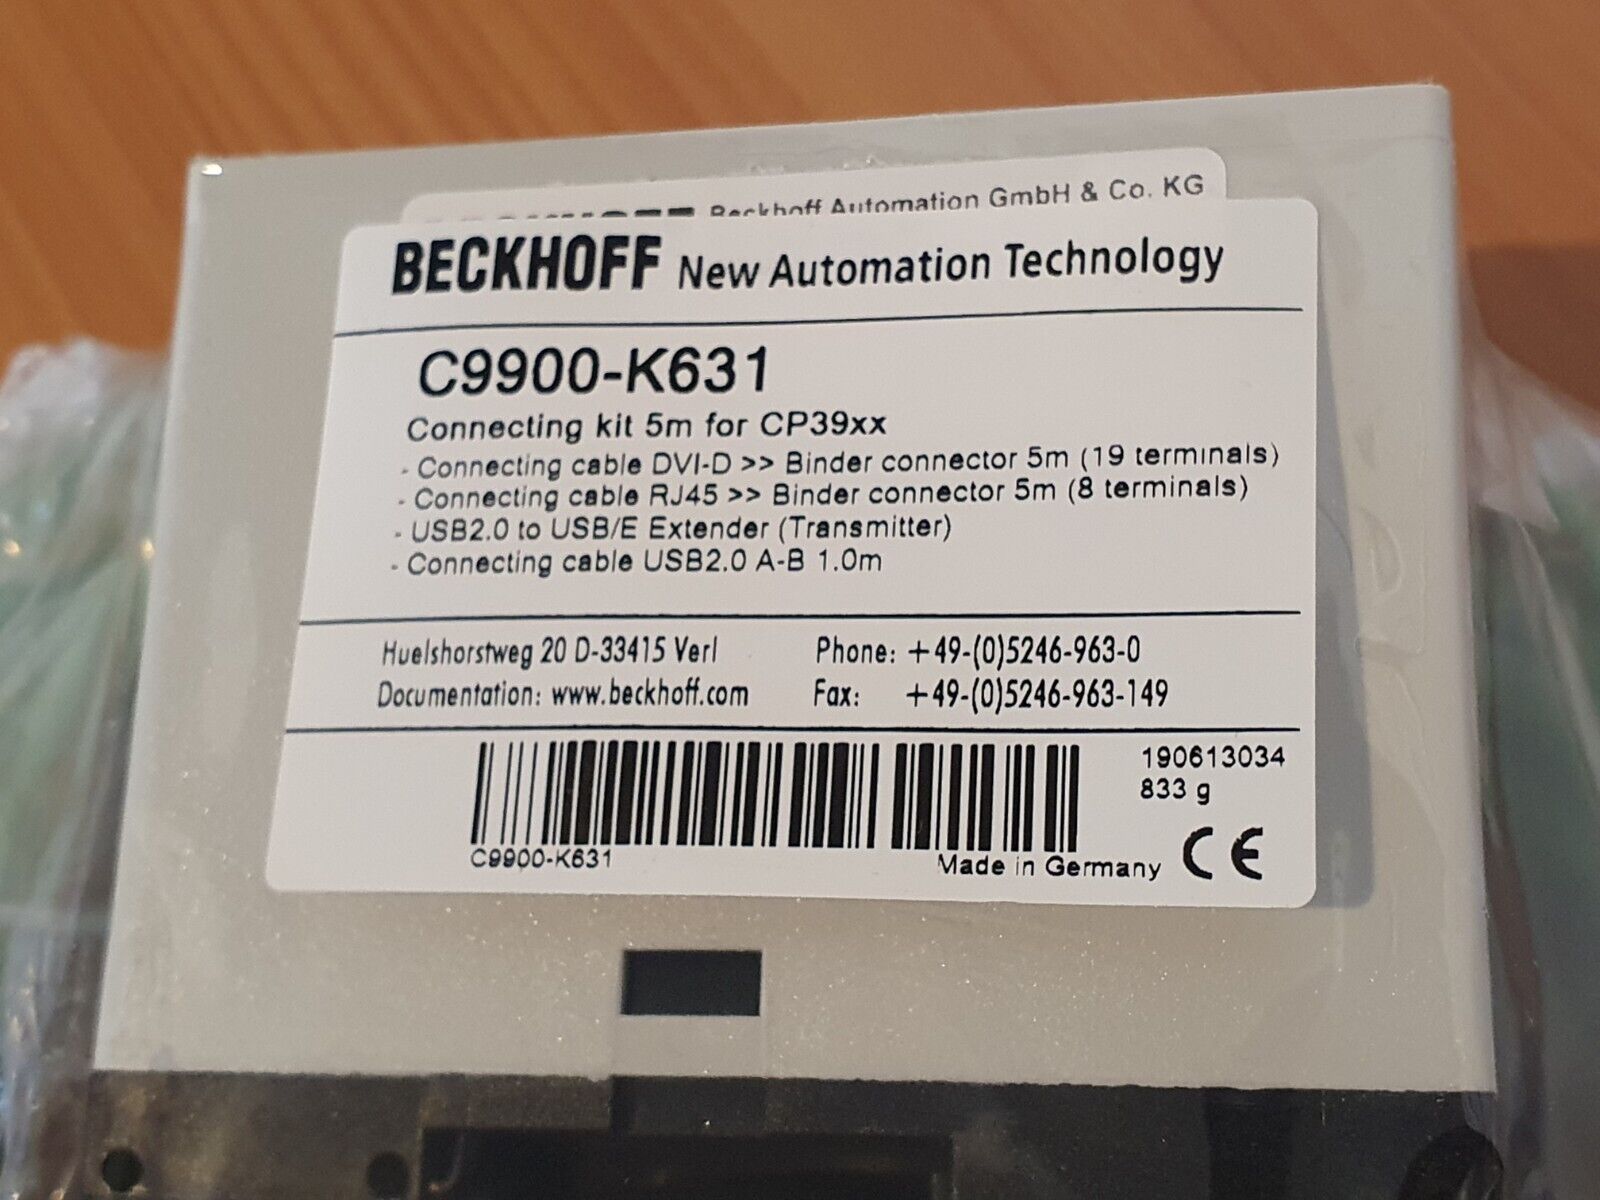 Beckhoff Automation GmbH & Co. KG
BECKHOFF New Automation Technology
C9900-K631
Connecting kit 5m for CP39xx
- Connecting cable DVI-D >> Binder connector 5m (19 terminals)
- Connecting cable RJ45 >> Binder connector 5m (8 terminals)
- USB2.0 to USB/E Extender (Transmitter)
- Connecting cable USB2.0 A-B 1.0m
Huelshorstweg 20 D-33415 Verl Phone: +49-(0)5246-963-0
Documentation: www.beckhoff.com Fax: +49-(0)5246-963-149
190613034
833 g
C9900-K631
Made in Germany CE